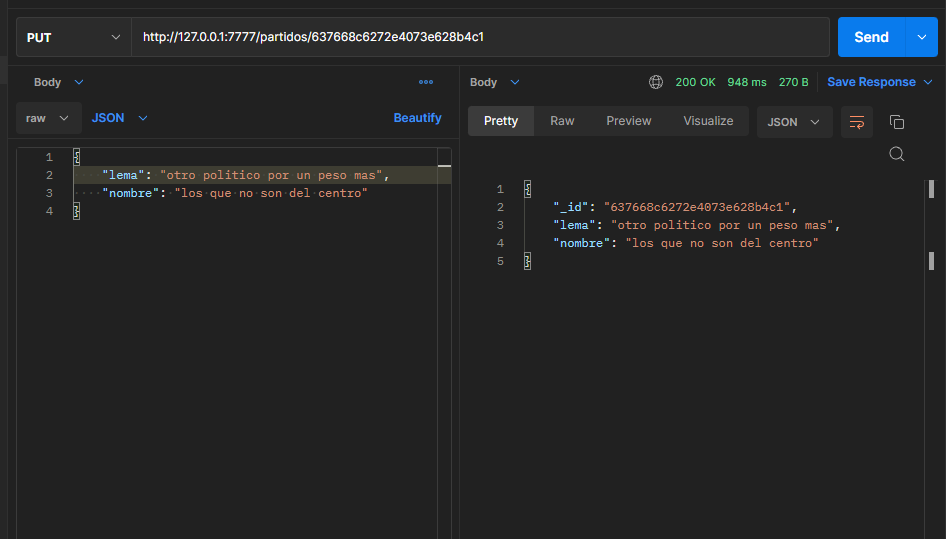 PUT http://127.0.0.1:7777/partidos/637668c6272e4073e628b4c1 Send
Body
raw JSON Beautify
1 {
2 "lema": "otro politico por un peso mas",
3 "nombre": "los que no son del centro"
4 }
Body 200 OK 948 ms 270 B Save Response
Pretty Raw Preview Visualize JSON
1 {
2 "_id": "637668c6272e4073e628b4c1",
3 "lema": "otro politico por un peso mas",
4 "nombre": "los que no son del centro"
5 }